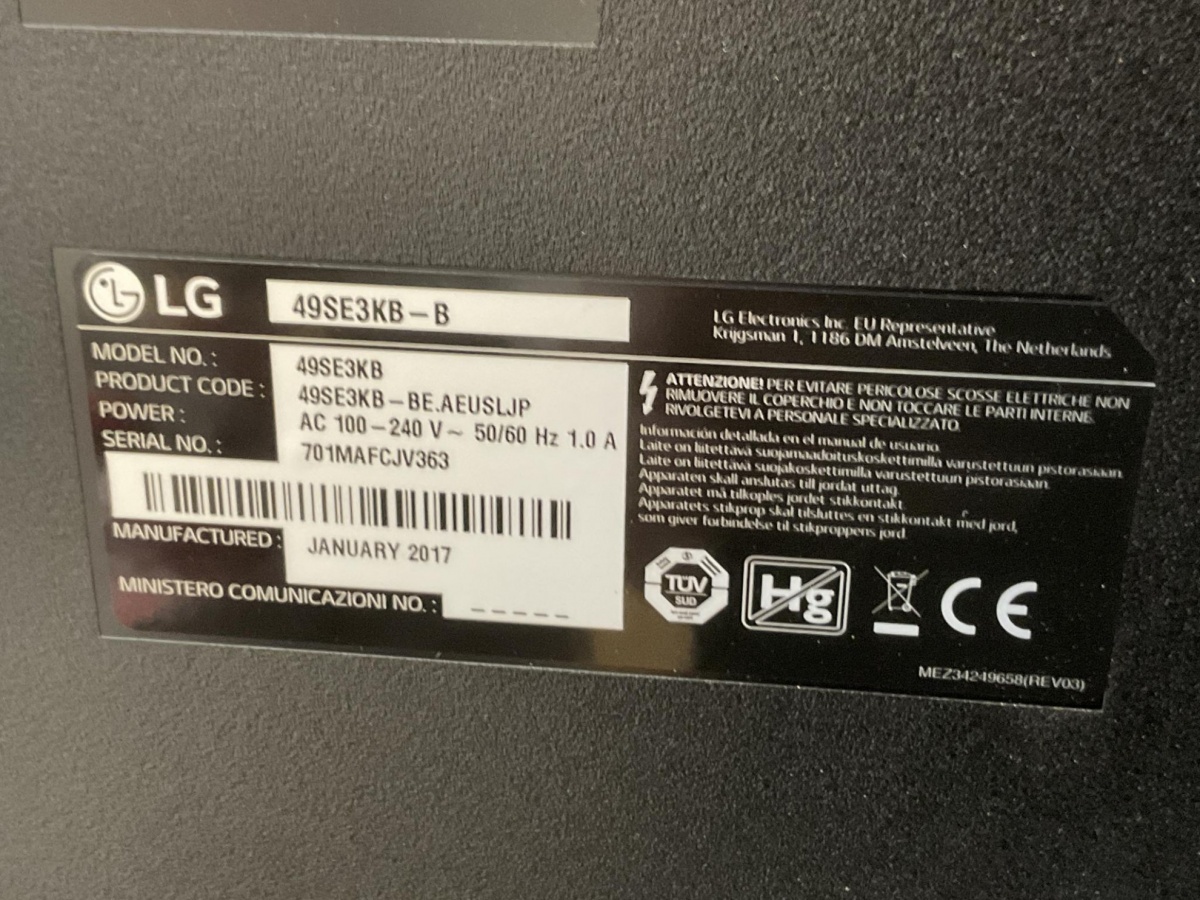 LG
49SE3KB-B
LG Electronics Inc. EU Representative
Krijgsman 1, 1186 DM Amstelveen, The Netherlands
MODEL NO.: 49SE3KB
PRODUCT CODE: 49SE3KB-BE.AEUSLJP
POWER: AC 100-240 V~ 50/60 Hz 1.0 A
SERIAL NO.: 701MAFCJV363
MANUFACTURED: JANUARY 2017
MINISTERO COMUNICAZIONI NO.: _ _ _ _ _
ATTENZIONE! PER EVITARE PERICOLOSE SCOSSE ELETTRICHE NON
RIMUOVERE IL COPERCHIO E NON TOCCARE LE PARTI INTERNE.
RIVOLGETEVI A PERSONALE SPECIALIZZATO.
Información detallada en el manual de usuario.
Laite on liitettävä suojamaadoituskoskettimilla varustettuun pistorasiaan.
Laite on liitettävä suojakoskettimilla varustettuun pistorasiaan.
Apparaten skall anslutas till jordat uttag.
Apparatet må tilkoples jordet stikkontakt.
Apparatets stikprop skal tilsluttes en stikkontakt med jord,
som giver forbindelse til stikproppens jord.
TÜV
SÜD
Hg
CE
MEZ34249658(REV03)